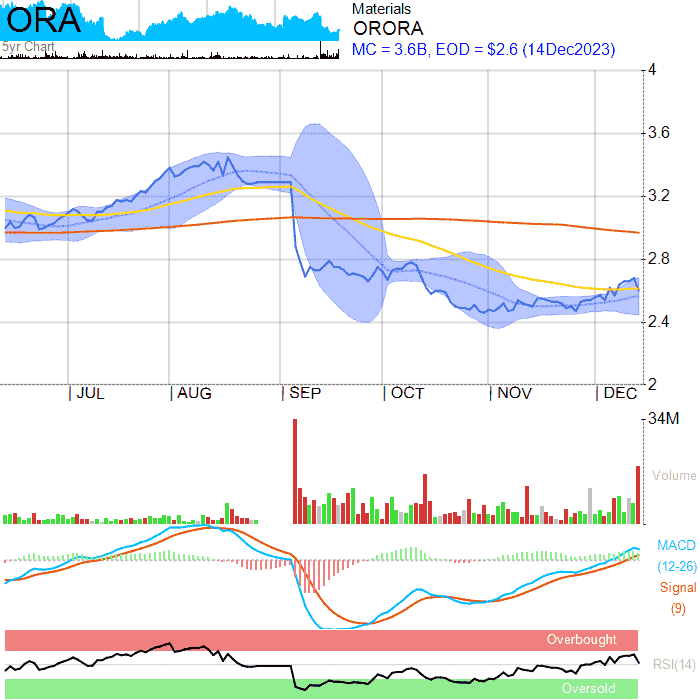 ORA
5yr Chart
Materials
ORORA
MC = 3.6B, EOD = $2.6 (14Dec2023)
4
3.6
3.2
2.8
2.4
2
JUL
AUG
SEP
OCT
NOV
DEC
34M
Volume
MACD
(12-26)
Signal
(9)
Overbought
RSI(14)
Oversold